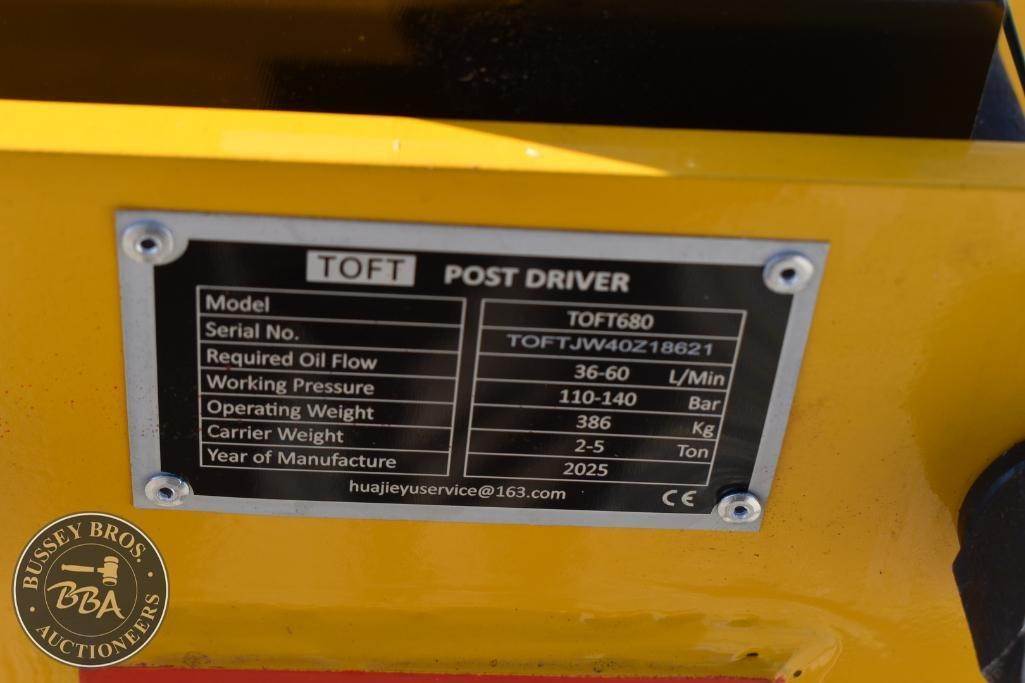 TOFT POST DRIVER
Model TOFT680
Serial No. TOFTJW40Z18621
Required Oil Flow 36-60 L/Min
Working Pressure 110-140 Bar
Operating Weight 386 Kg
Carrier Weight 2-5 Ton
Year of Manufacture 2025
huajieyuservice@163.com CE
BUSSEY BROS.
BBA
AUCTIONEERS